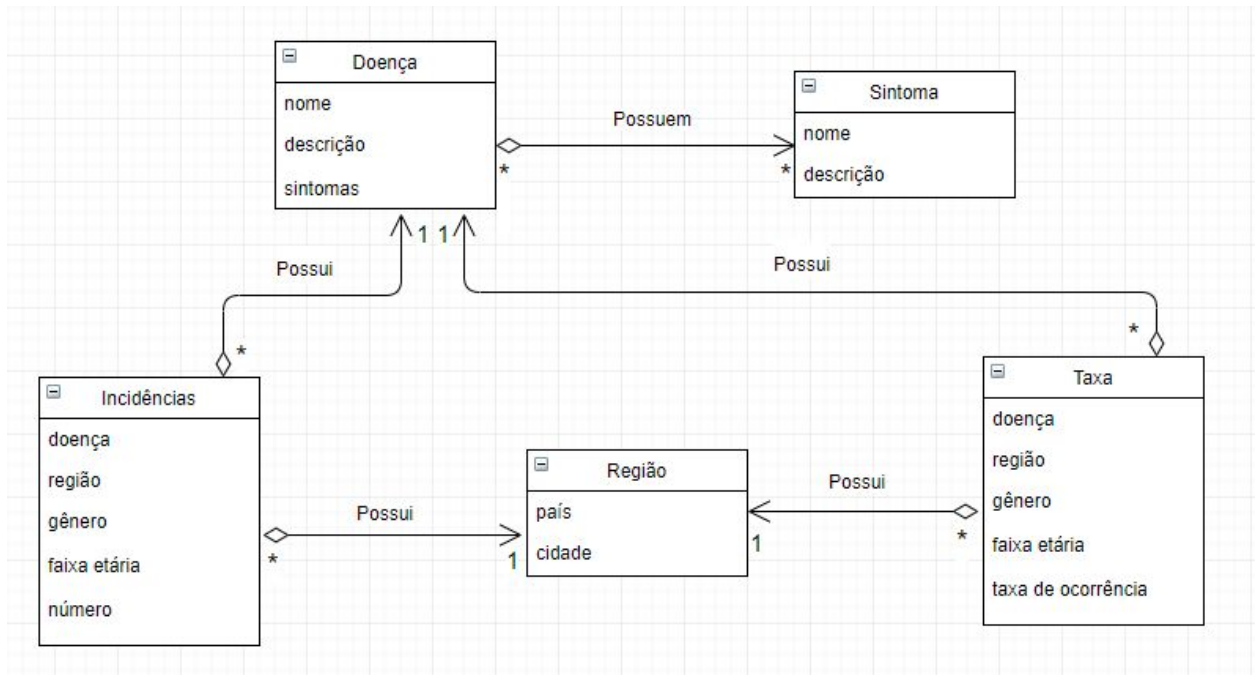 Doença
nome
descrição
sintomas
Possuem
*
*
Sintoma
nome
descrição
1
1
Possui
*
Possui
*
Incidências
doença
região
gênero
faixa etária
número
Possui
*
1
Região
país
cidade
Possui
1
*
Taxa
doença
região
gênero
faixa etária
taxa de ocorrência